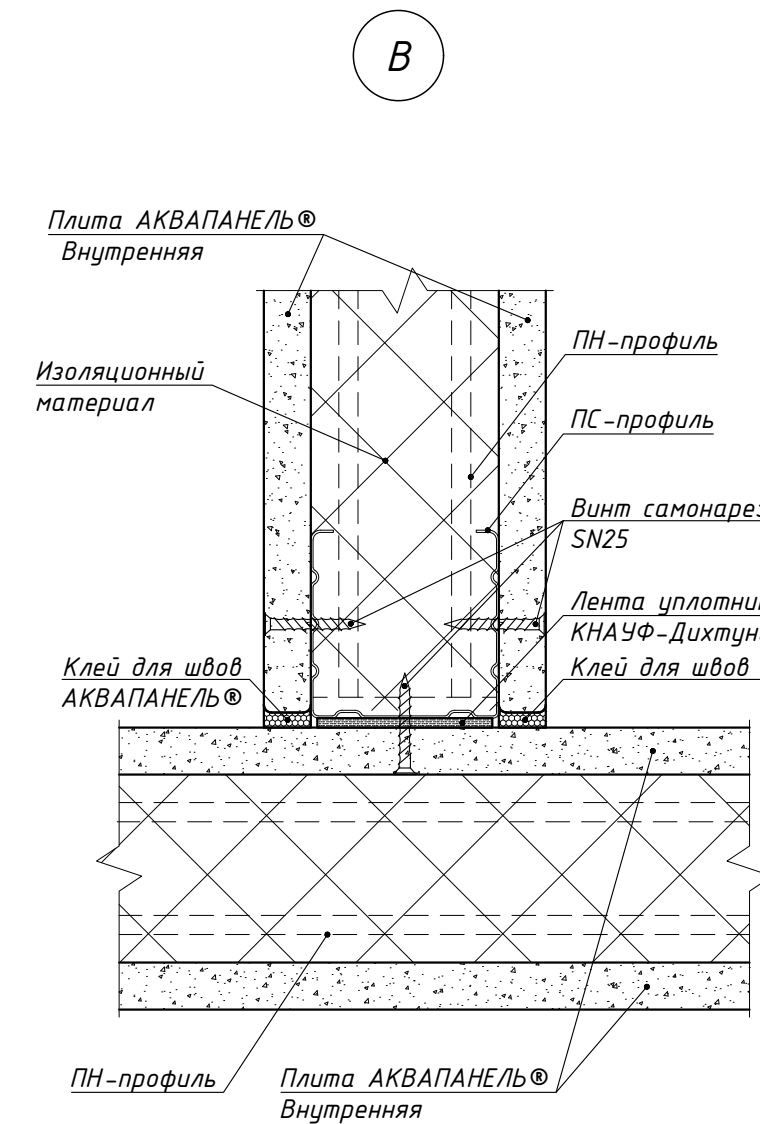 В
Плита АКВАПАНЕЛЬ®
Внутренняя
ПН-профиль
Изоляционный
материал
ПС-профиль
Винт самонарез
SN25
Лента уплотни
КНАУФ-Дихтун
Клей для швов
АКВАПАНЕЛЬ®
Клей для швов
ПН-профиль
Плита АКВАПАНЕЛЬ®
Внутренняя